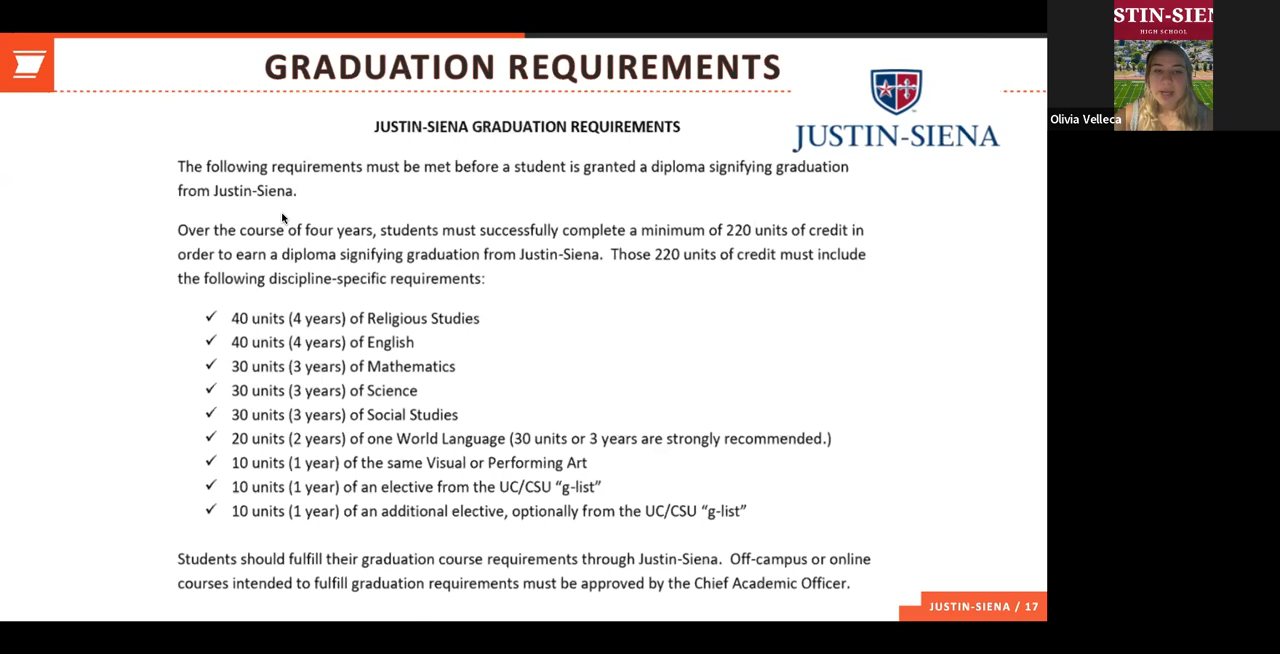 GRADUATION REQUIREMENTS
JUSTIN-SIENA
JUSTIN-SIENA GRADUATION REQUIREMENTS
The following requirements must be met before a student is granted a diploma signifying graduation
from Justin-Siena.
Over the course of four years, students must successfully complete a minimum of 220 units of credit in
order to earn a diploma signifying graduation from Justin-Siena. Those 220 units of credit must include
the following discipline-specific requirements:
✓ 40 units (4 years) of Religious Studies
✓ 40 units (4 years) of English
✓ 30 units (3 years) of Mathematics
✓ 30 units (3 years) of Science
✓ 30 units (3 years) of Social Studies
✓ 20 units (2 years) of one World Language (30 units or 3 years are strongly recommended.)
✓ 10 units (1 year) of the same Visual or Performing Art
✓ 10 units (1 year) of an elective from the UC/CSU “g-list”
✓ 10 units (1 year) of an additional elective, optionally from the UC/CSU “g-list”
Students should fulfill their graduation course requirements through Justin-Siena. Off-campus or online
courses intended to fulfill graduation requirements must be approved by the Chief Academic Officer.
JUSTIN-SIENA / 17
STIN-SIEN
HIGH SCHOOL
Olivia Velleca